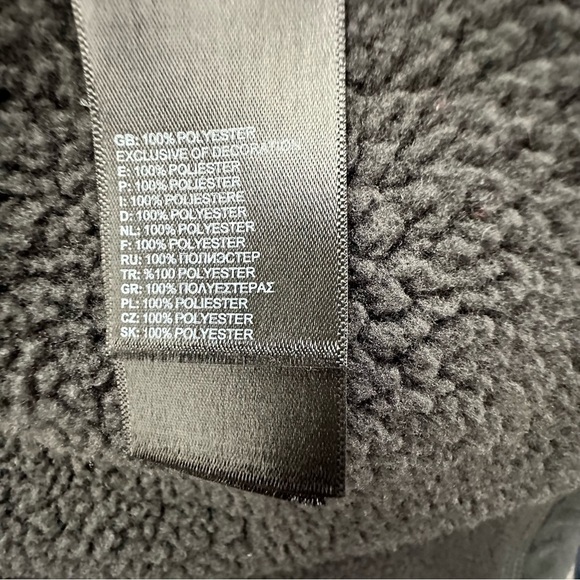 GB: 100% POLYESTER
EXCLUSIVE OF DECORATION
E: 100% POLIESTER
P: 100% POLIESTER
I: 100% POLIESTERE
D: 100% POLYESTER
NL: 100% POLYESTER
F: 100% POLYESTER
RU: 100% ПОЛИЭСТЕР
TR: %100 POLYESTER
GR: 100% ΠΟΛΥΕΣΤΕΡΑΣ
PL: 100% POLIESTER
CZ: 100% POLYESTER
SK: 100% POLYESTER